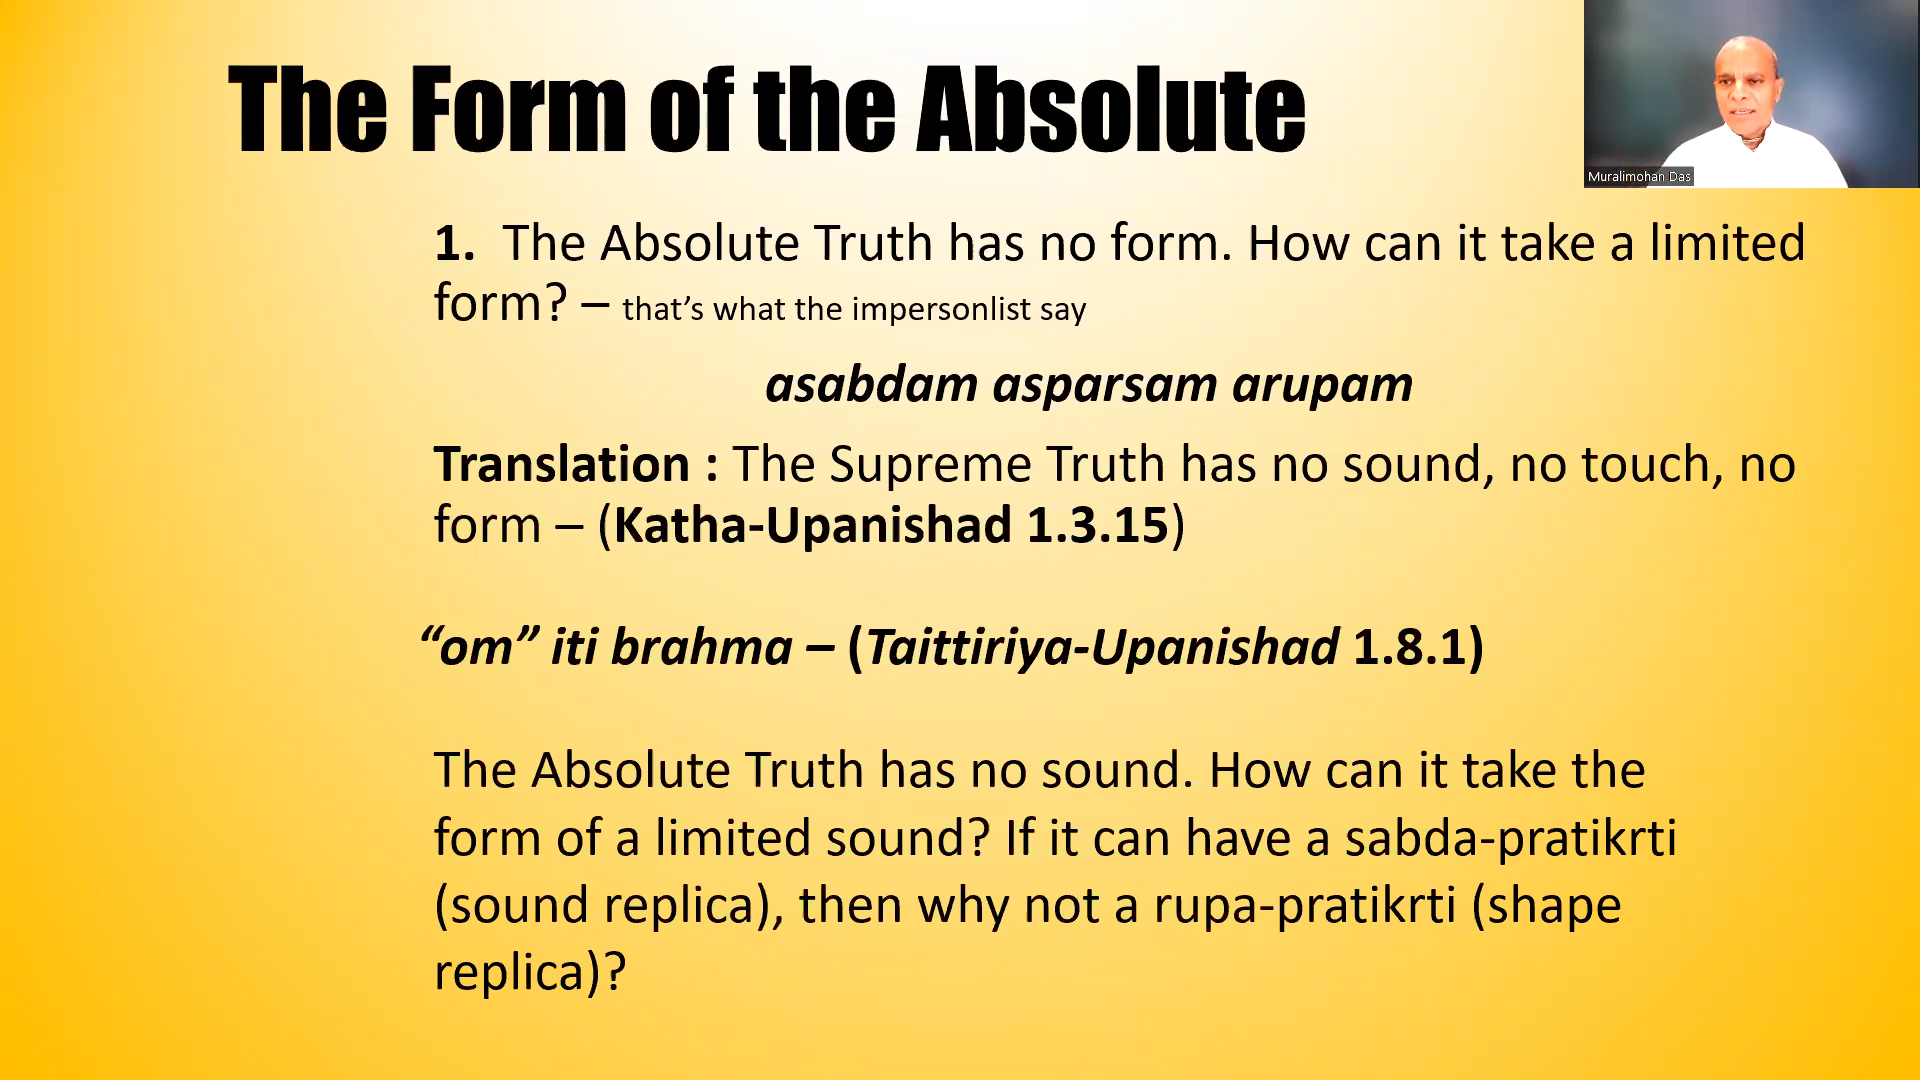 The Form of the Absolute
Muralimohan Das
1. The Absolute Truth has no form. How can it take a limited
form? – that’s what the impersonlist say
asabdam asparsam arupam
Translation : The Supreme Truth has no sound, no touch, no
form – (Katha-Upanishad 1.3.15)
“om” iti brahma – (Taittiriya-Upanishad 1.8.1)
The Absolute Truth has no sound. How can it take the
form of a limited sound? If it can have a sabda-pratikrti
(sound replica), then why not a rupa-pratikrti (shape
replica)?